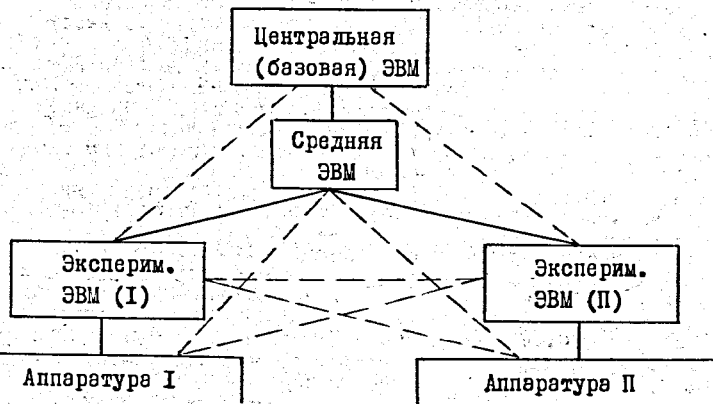 Центральная
(базовая) ЭВМ
Средняя
ЭВМ
Эксперим.
ЭВМ (I)
Эксперим.
ЭВМ (П)
Аппаратура I
Аппаратура П